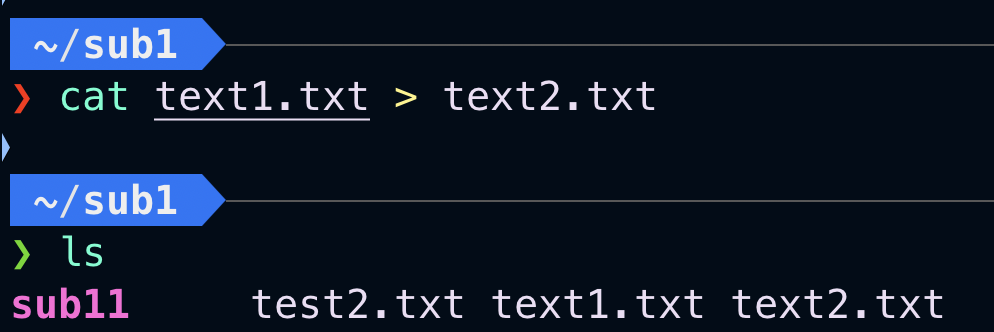 ~/sub1
❯ cat text1.txt > text2.txt
~/sub1
❯ ls
sub11 test2.txt text1.txt text2.txt